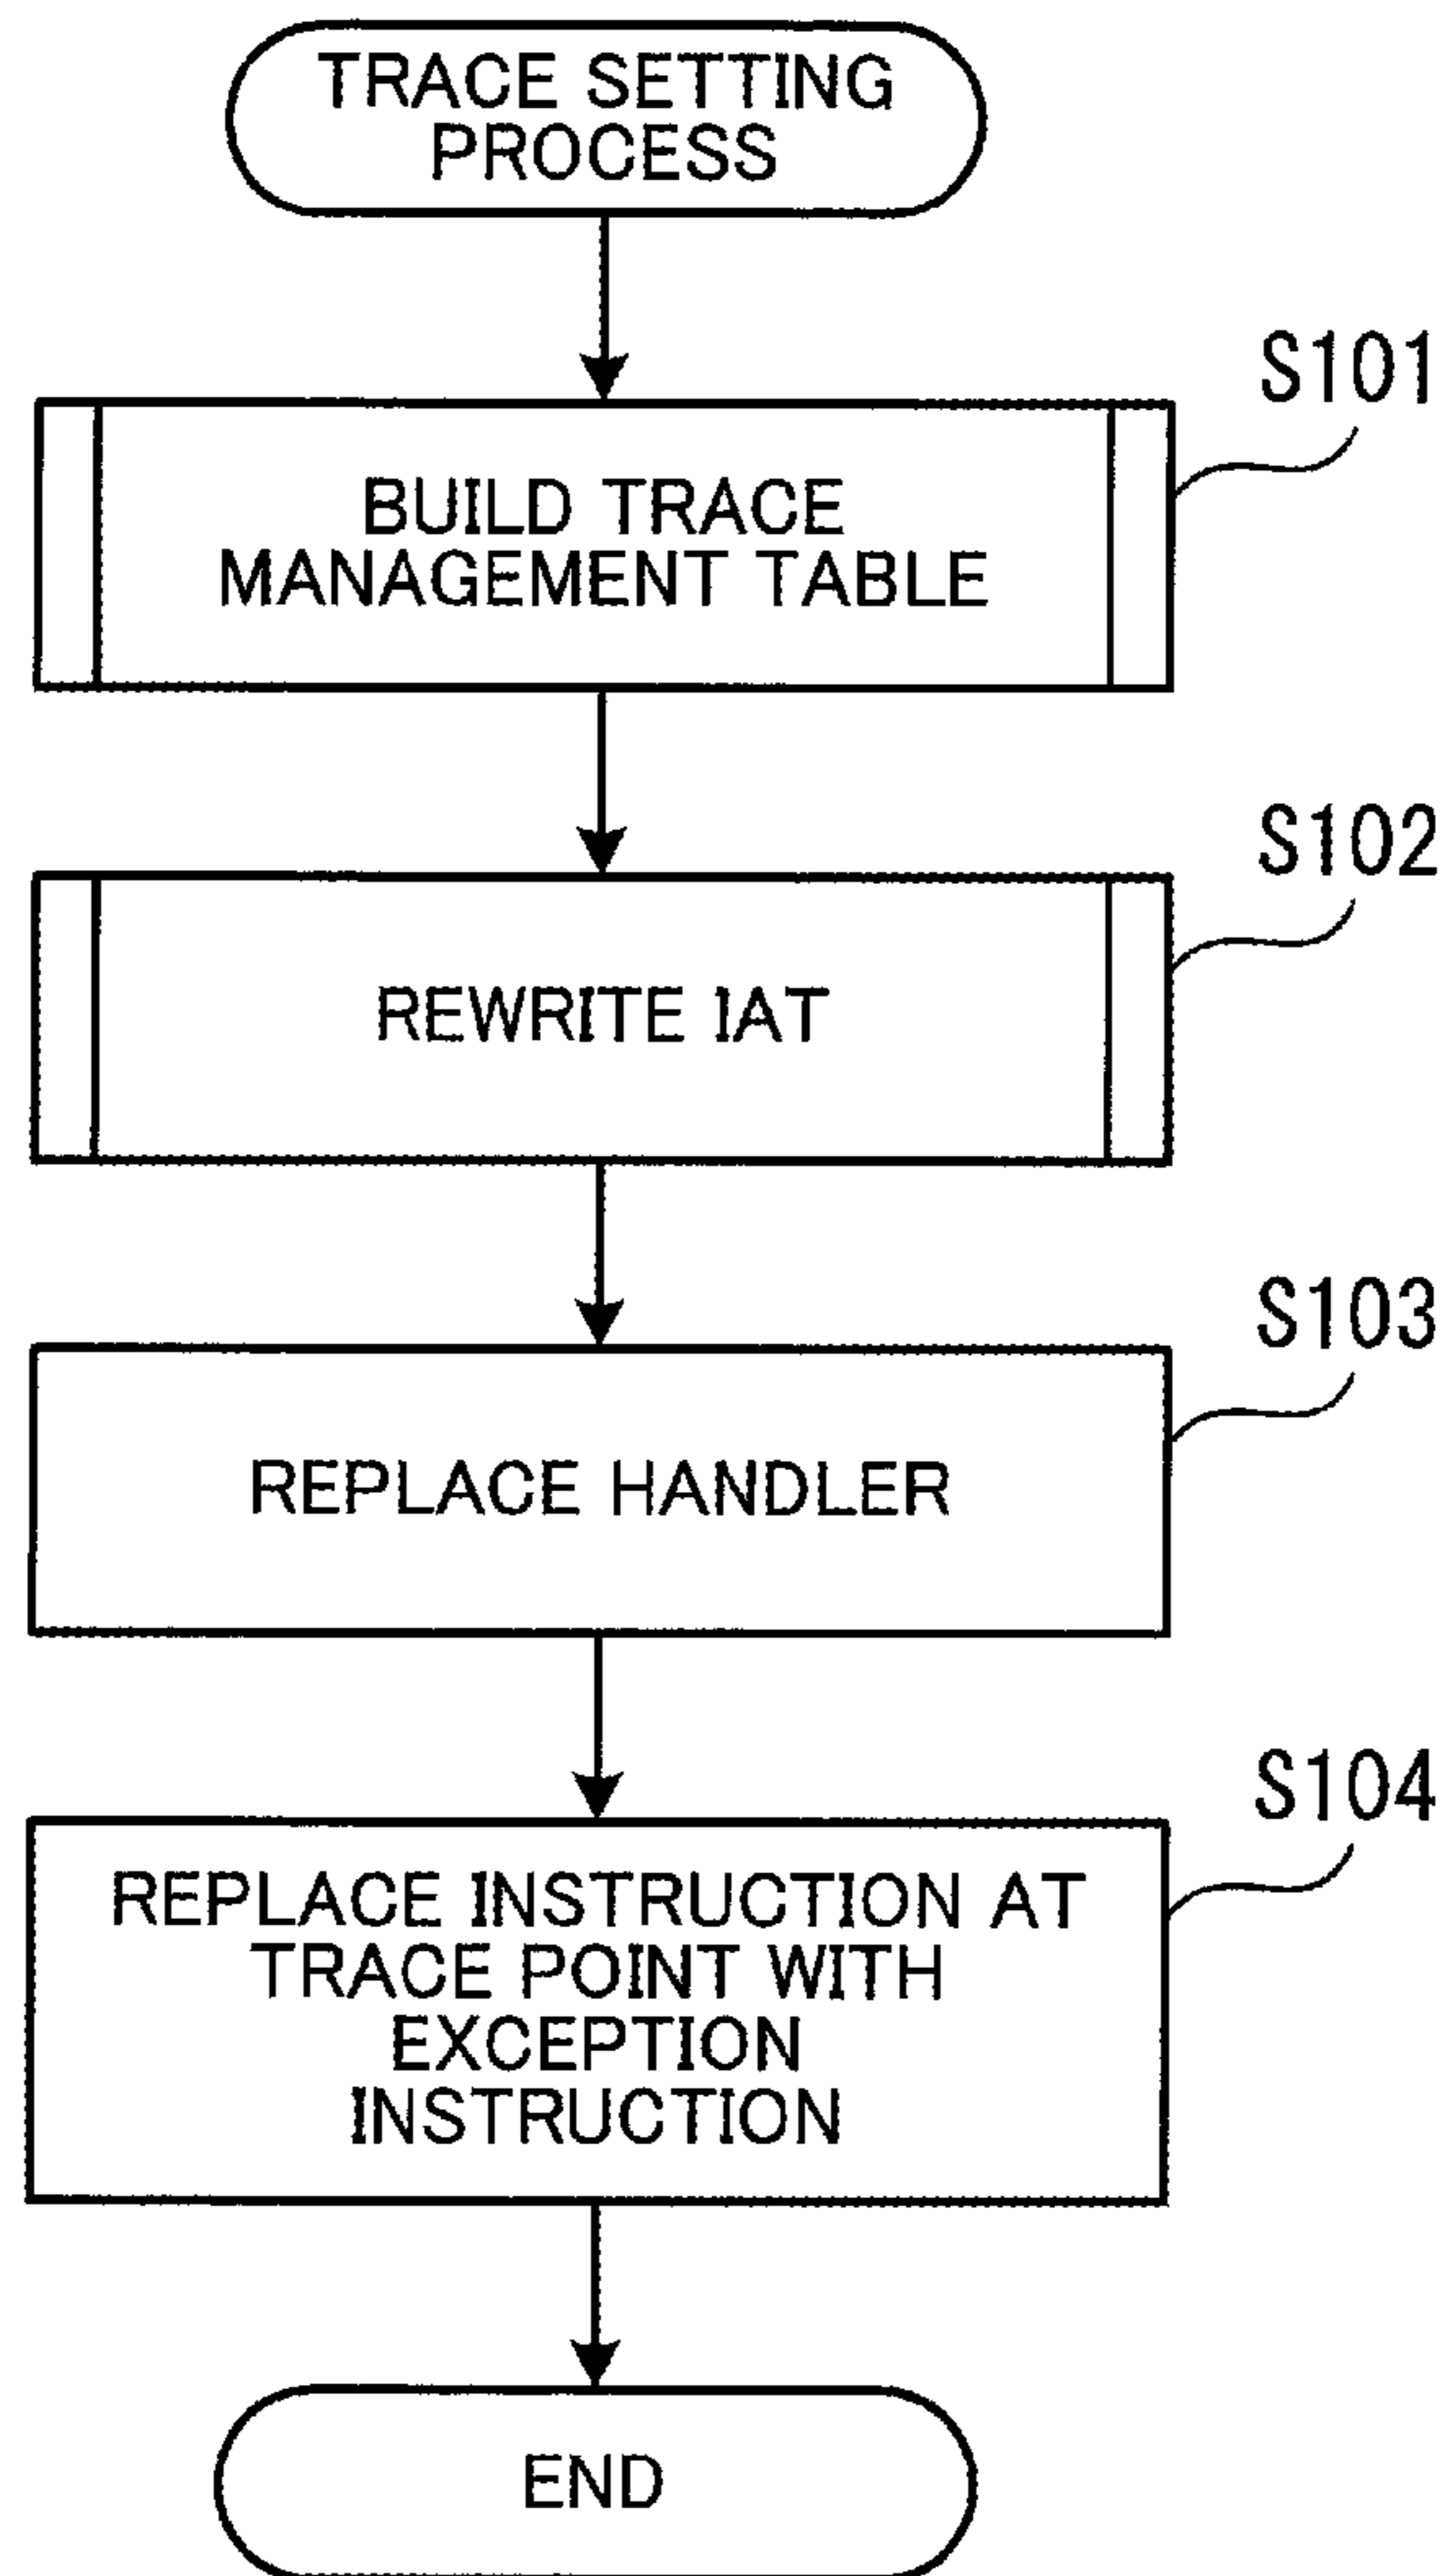 TRACE SETTING
PROCESS
S101
BUILD TRACE
MANAGEMENT TABLE
S102
REWRITE IAT
S103
REPLACE HANDLER
S104
REPLACE INSTRUCTION AT
TRACE POINT WITH
EXCEPTION
INSTRUCTION
END